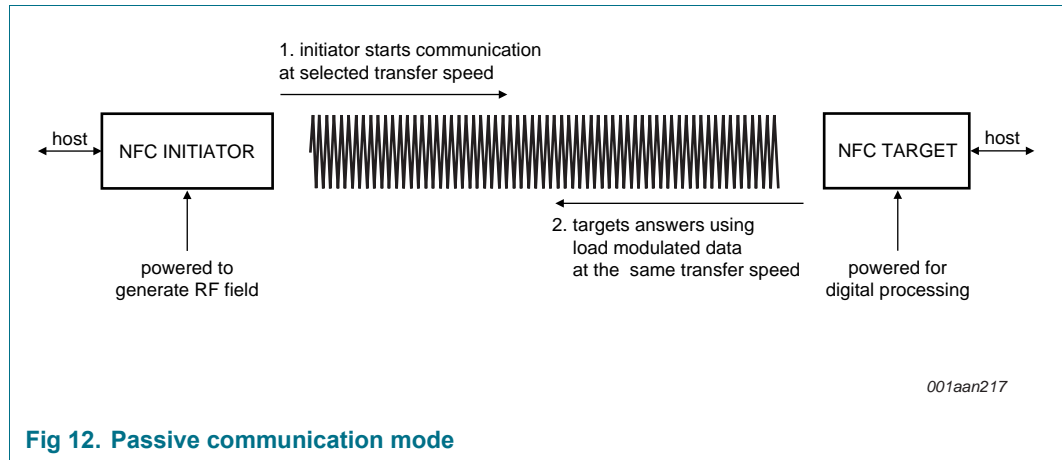 1. initiator starts communication
at selected transfer speed
host
NFC INITIATOR
NFC TARGET
host
2. targets answers using
load modulated data
at the same transfer speed
powered to
generate RF field
powered for
digital processing
001aan217
Fig 12. Passive communication mode